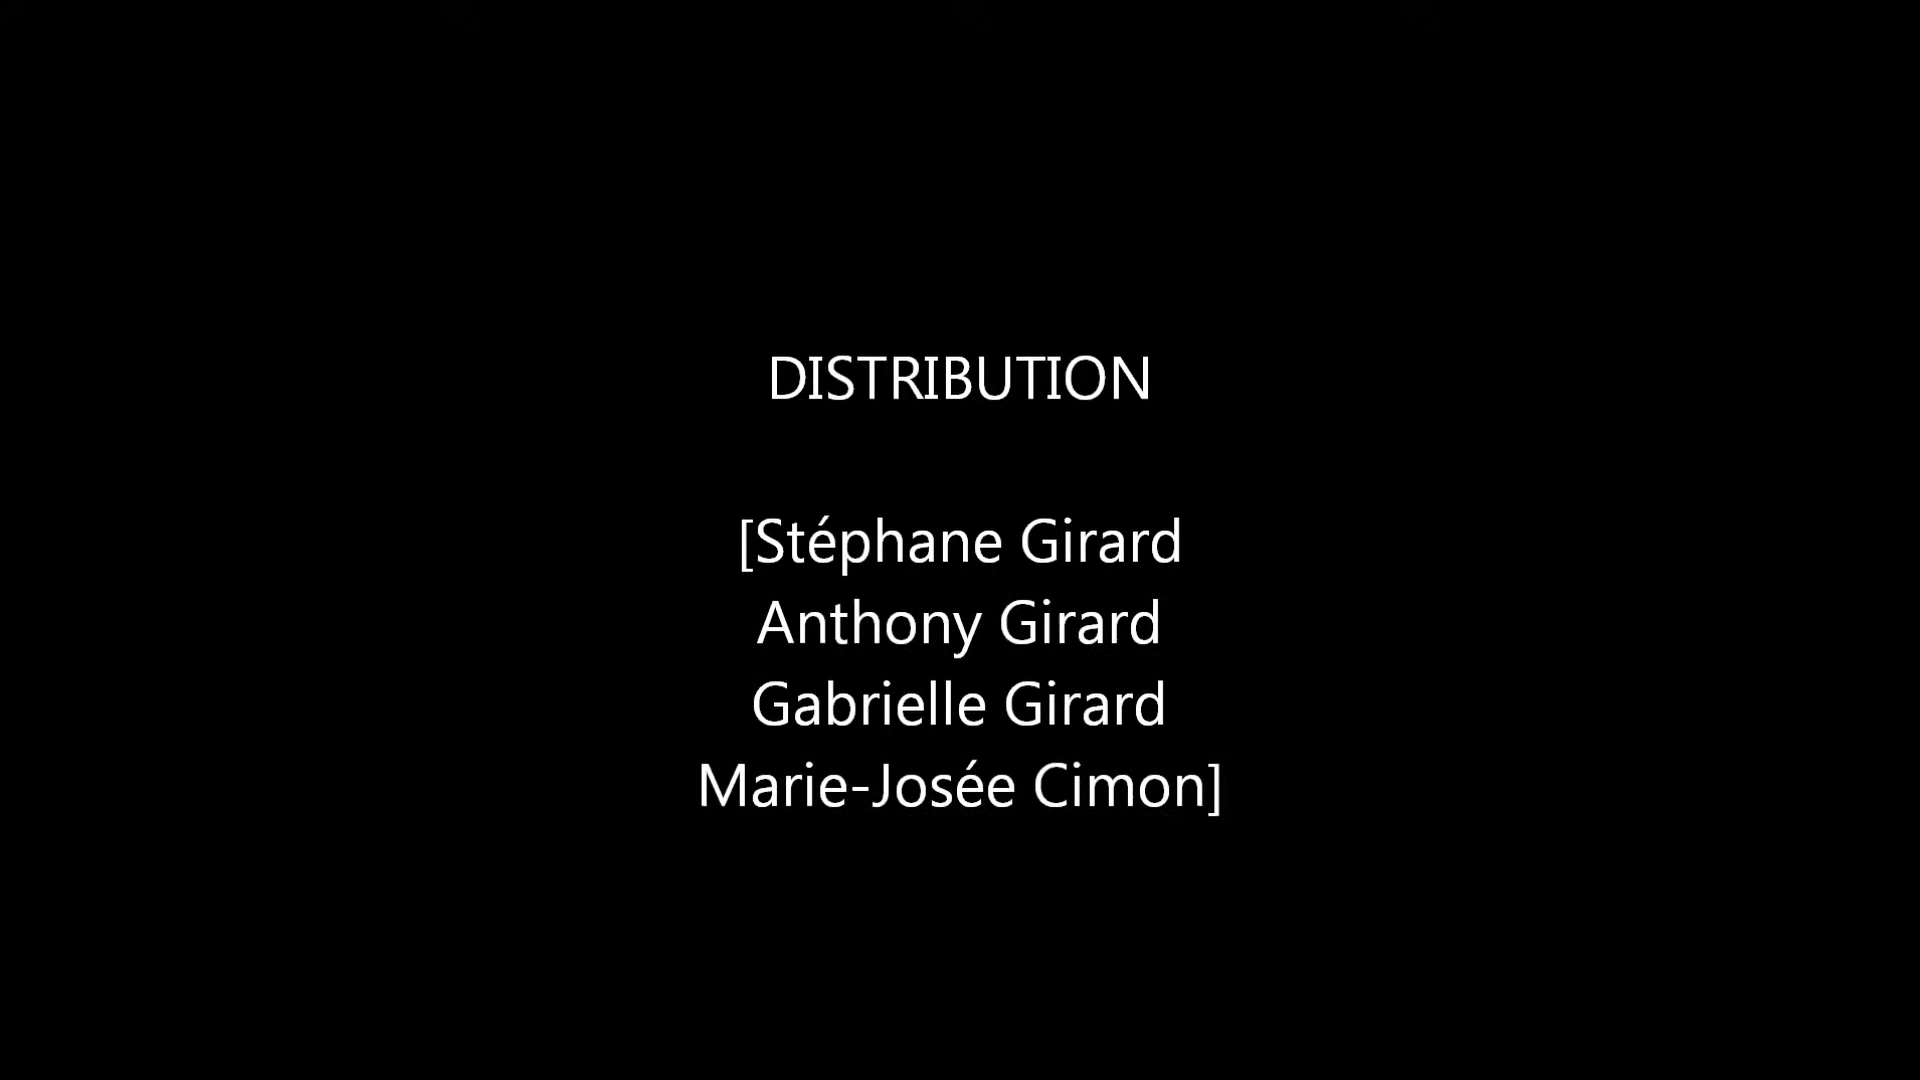 DISTRIBUTION
[Stéphane Girard
Anthony Girard
Gabrielle Girard
Marie-Josée Cimon]